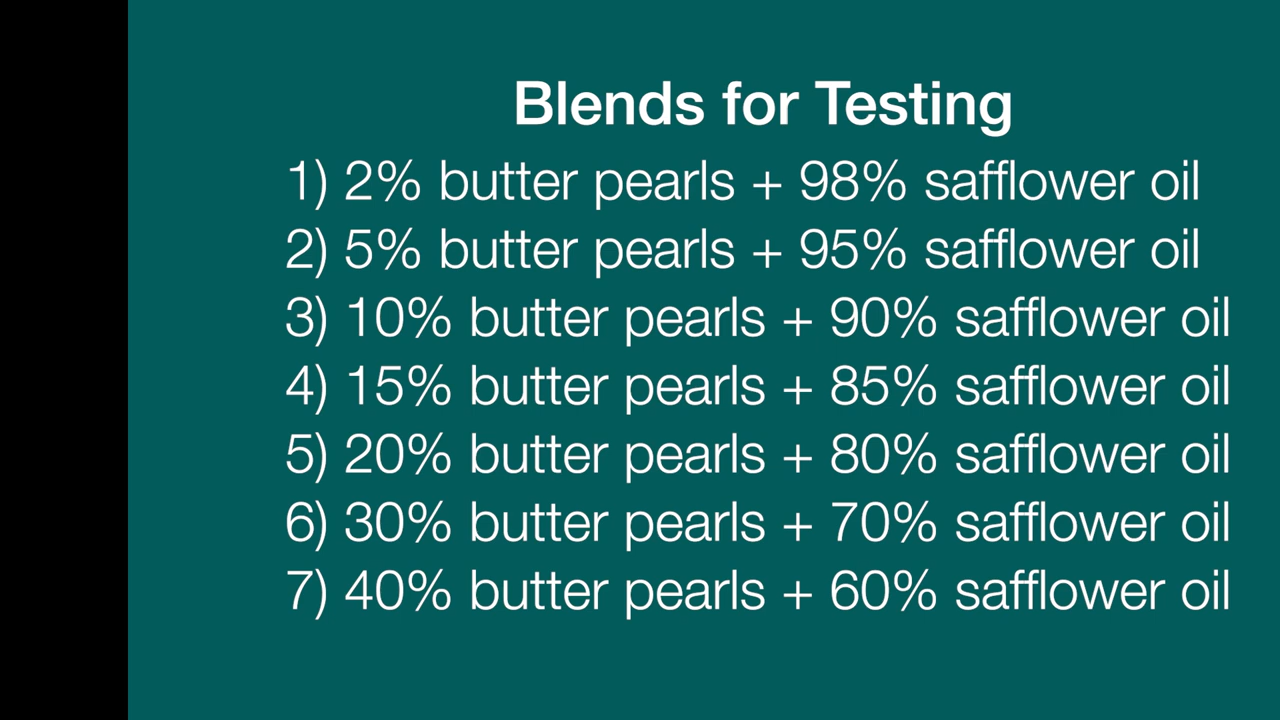 Blends for Testing
1) 2% butter pearls + 98% safflower oil
2) 5% butter pearls + 95% safflower oil
3) 10% butter pearls + 90% safflower oil
4) 15% butter pearls + 85% safflower oil
5) 20% butter pearls + 80% safflower oil
6) 30% butter pearls + 70% safflower oil
7) 40% butter pearls + 60% safflower oil